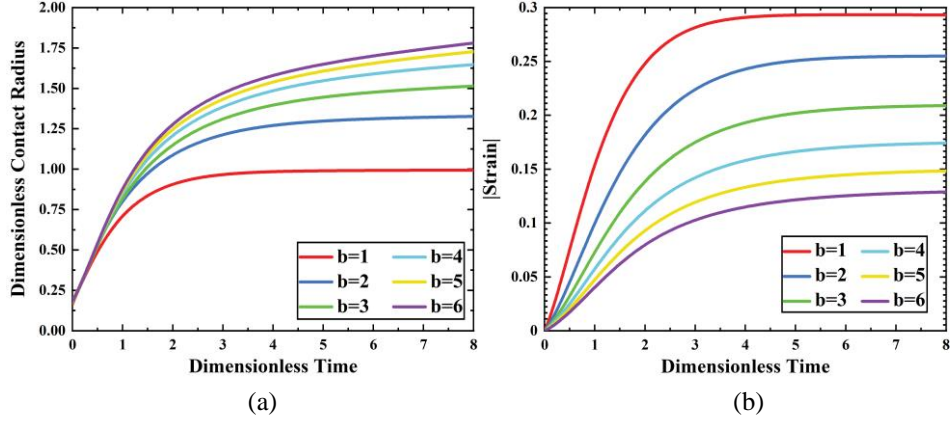 Dimensionless Contact Radius
2.00
1.75
1.50
1.25
1.00
0.75
0.50
0.25
0.00
b=1 b=4
b=2 b=5
b=3 b=6
0 1 2 3 4 5 6 7 8
Dimensionless Time
(a)
|Strain|
0.3
0.25
0.2
0.15
0.1
0.05
0
b=1 b=4
b=2 b=5
b=3 b=6
0 1 2 3 4 5 6 7 8
Dimensionless Time
(b)